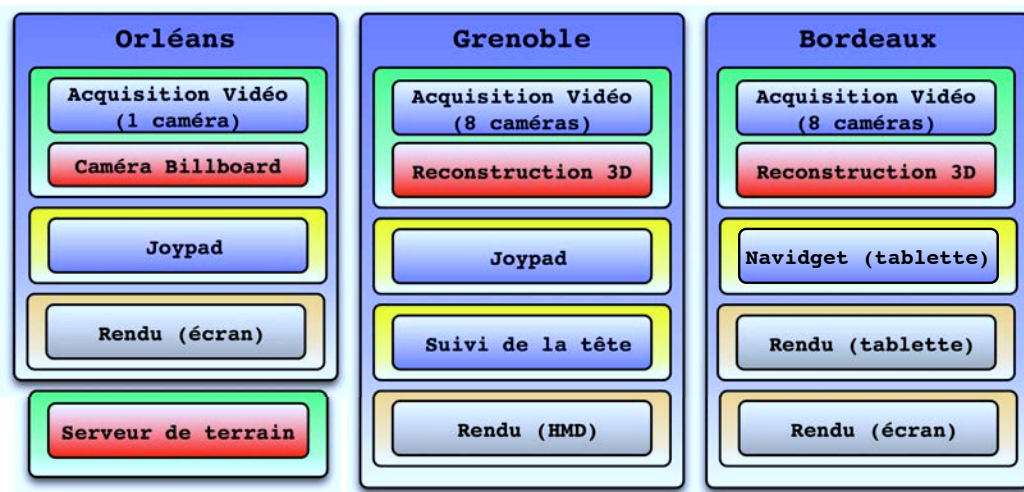 Orléans
Acquisition Vidéo
(1 caméra)
Caméra Billboard
Joypad
Rendu (écran)
Serveur de terrain
Grenoble
Acquisition Vidéo
(8 caméras)
Reconstruction 3D
Joypad
Suivi de la tête
Rendu (HMD)
Bordeaux
Acquisition Vidéo
(8 caméras)
Reconstruction 3D
Navidget (tablette)
Rendu (tablette)
Rendu (écran)